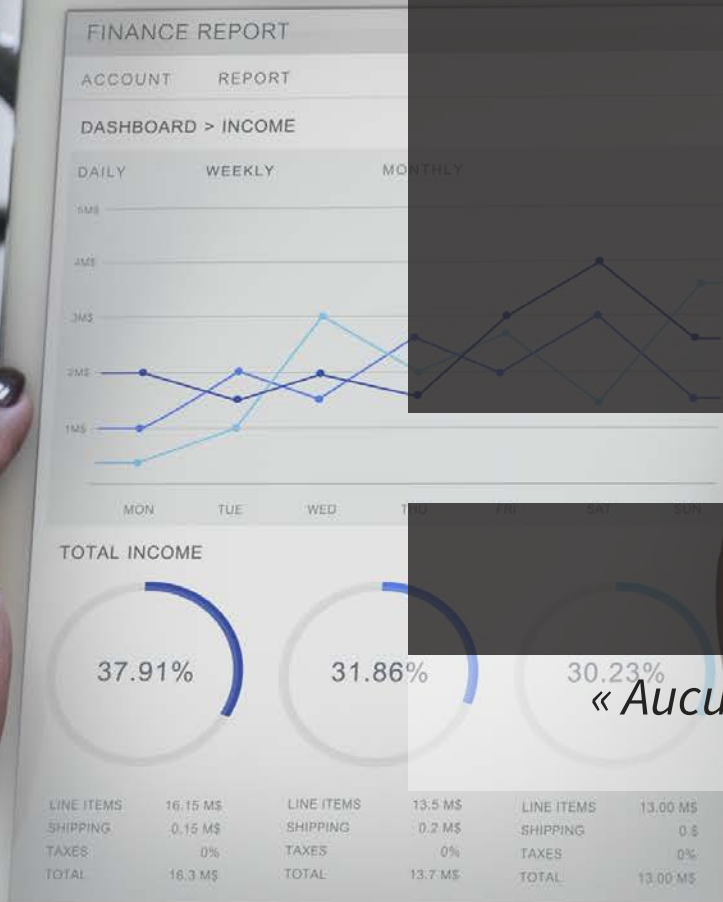 FINANCE REPORT
ACCOUNT REPORT
DASHBOARD > INCOME
DAILY WEEKLY MONTHLY
4M$
3M$
2M$
1M$
MON TUE WED THU FRI SAT SUN
TOTAL INCOME
37.91% 31.86% 30.23%
« Aucu
LINE ITEMS 16.15 M$ LINE ITEMS 13.5 M$ LINE ITEMS 13.00 M$
SHIPPING 0.15 M$ SHIPPING 0.2 M$ SHIPPING 0.$
TAXES 0% TAXES 0% TAXES 0%
TOTAL 16.3 M$ TOTAL 13.7 M$ TOTAL 13.00 M$